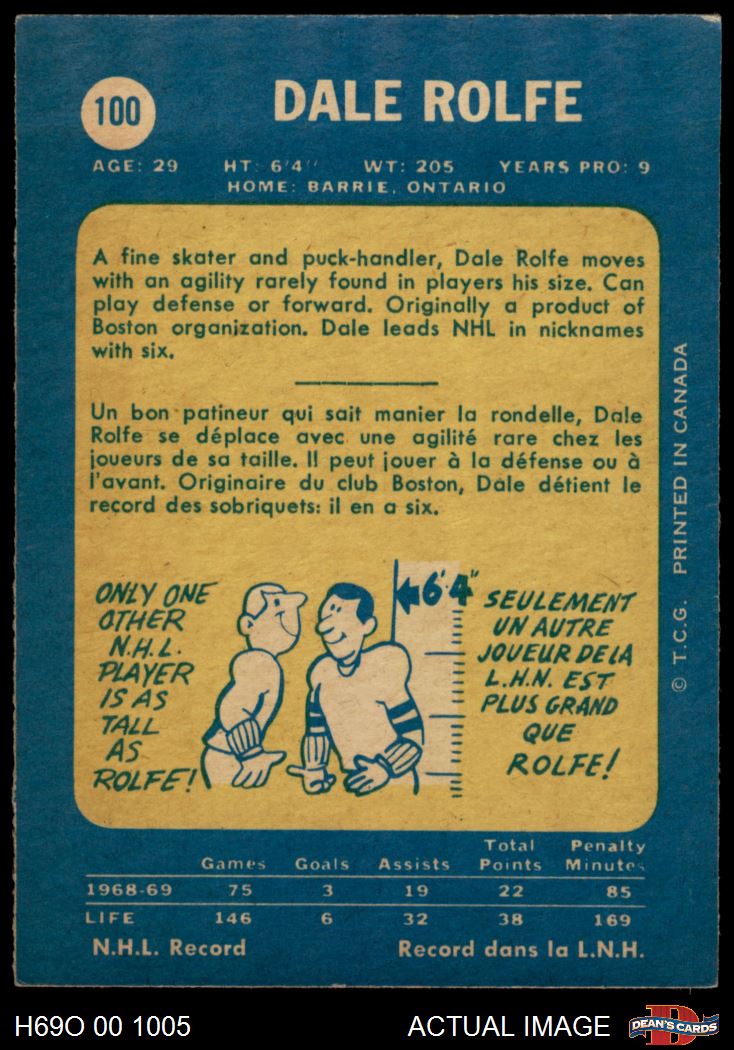 100
DALE ROLFE
AGE: 29 HT: 6'4'' WT: 205 YEARS PRO: 9
HOME: BARRIE, ONTARIO
A fine skater and puck-handler, Dale Rolfe moves
with an agility rarely found in players his size. Can
play defense or forward. Originally a product of
Boston organization. Dale leads NHL in nicknames
with six.
Un bon patineur qui sait manier la rondelle, Dale
Rolfe se déplace avec une agilité rare chez les
joueurs de sa taille. Il peut jouer à la défense ou à
l'avant. Originaire du club Boston, Dale détient le
record des sobriquets: il en a six.
ONLY ONE
OTHER
N.H.L.
PLAYER
IS AS
TALL
AS
ROLFE!
6'4"
SEULEMENT
UN AUTRE
JOUEUR DE LA
L.H.N. EST
PLUS GRAND
QUE
ROLFE!
© T.C.G. PRINTED IN CANADA
Games Goals Assists Total Points Penalty Minutes
1968-69 75 3 19 22 85
LIFE 146 6 32 38 169
N.H.L. Record Record dans la L.N.H.
H69O 00 1005 ACTUAL IMAGE D DEAN'S CARDS